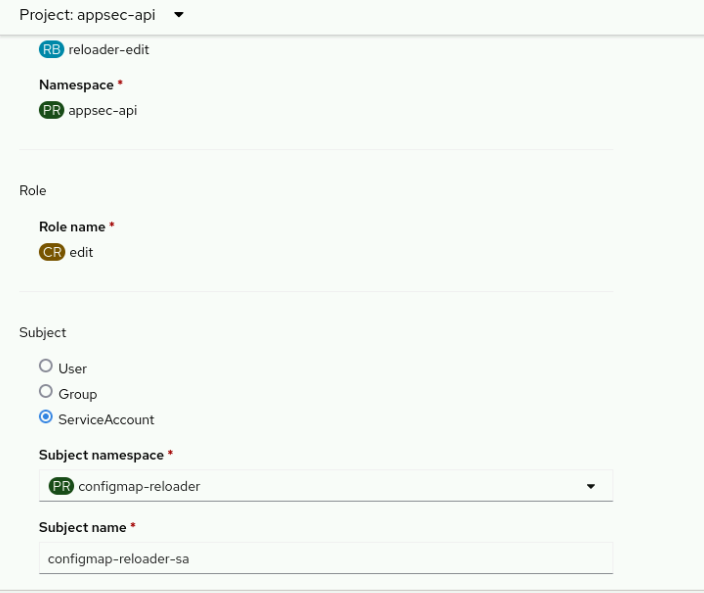 Project: appsec-api
RB reloader-edit
Namespace *
PR appsec-api
Role
Role name *
CR edit
Subject
User
Group
ServiceAccount
Subject namespace *
PR configmap-reloader
Subject name *
configmap-reloader-sa